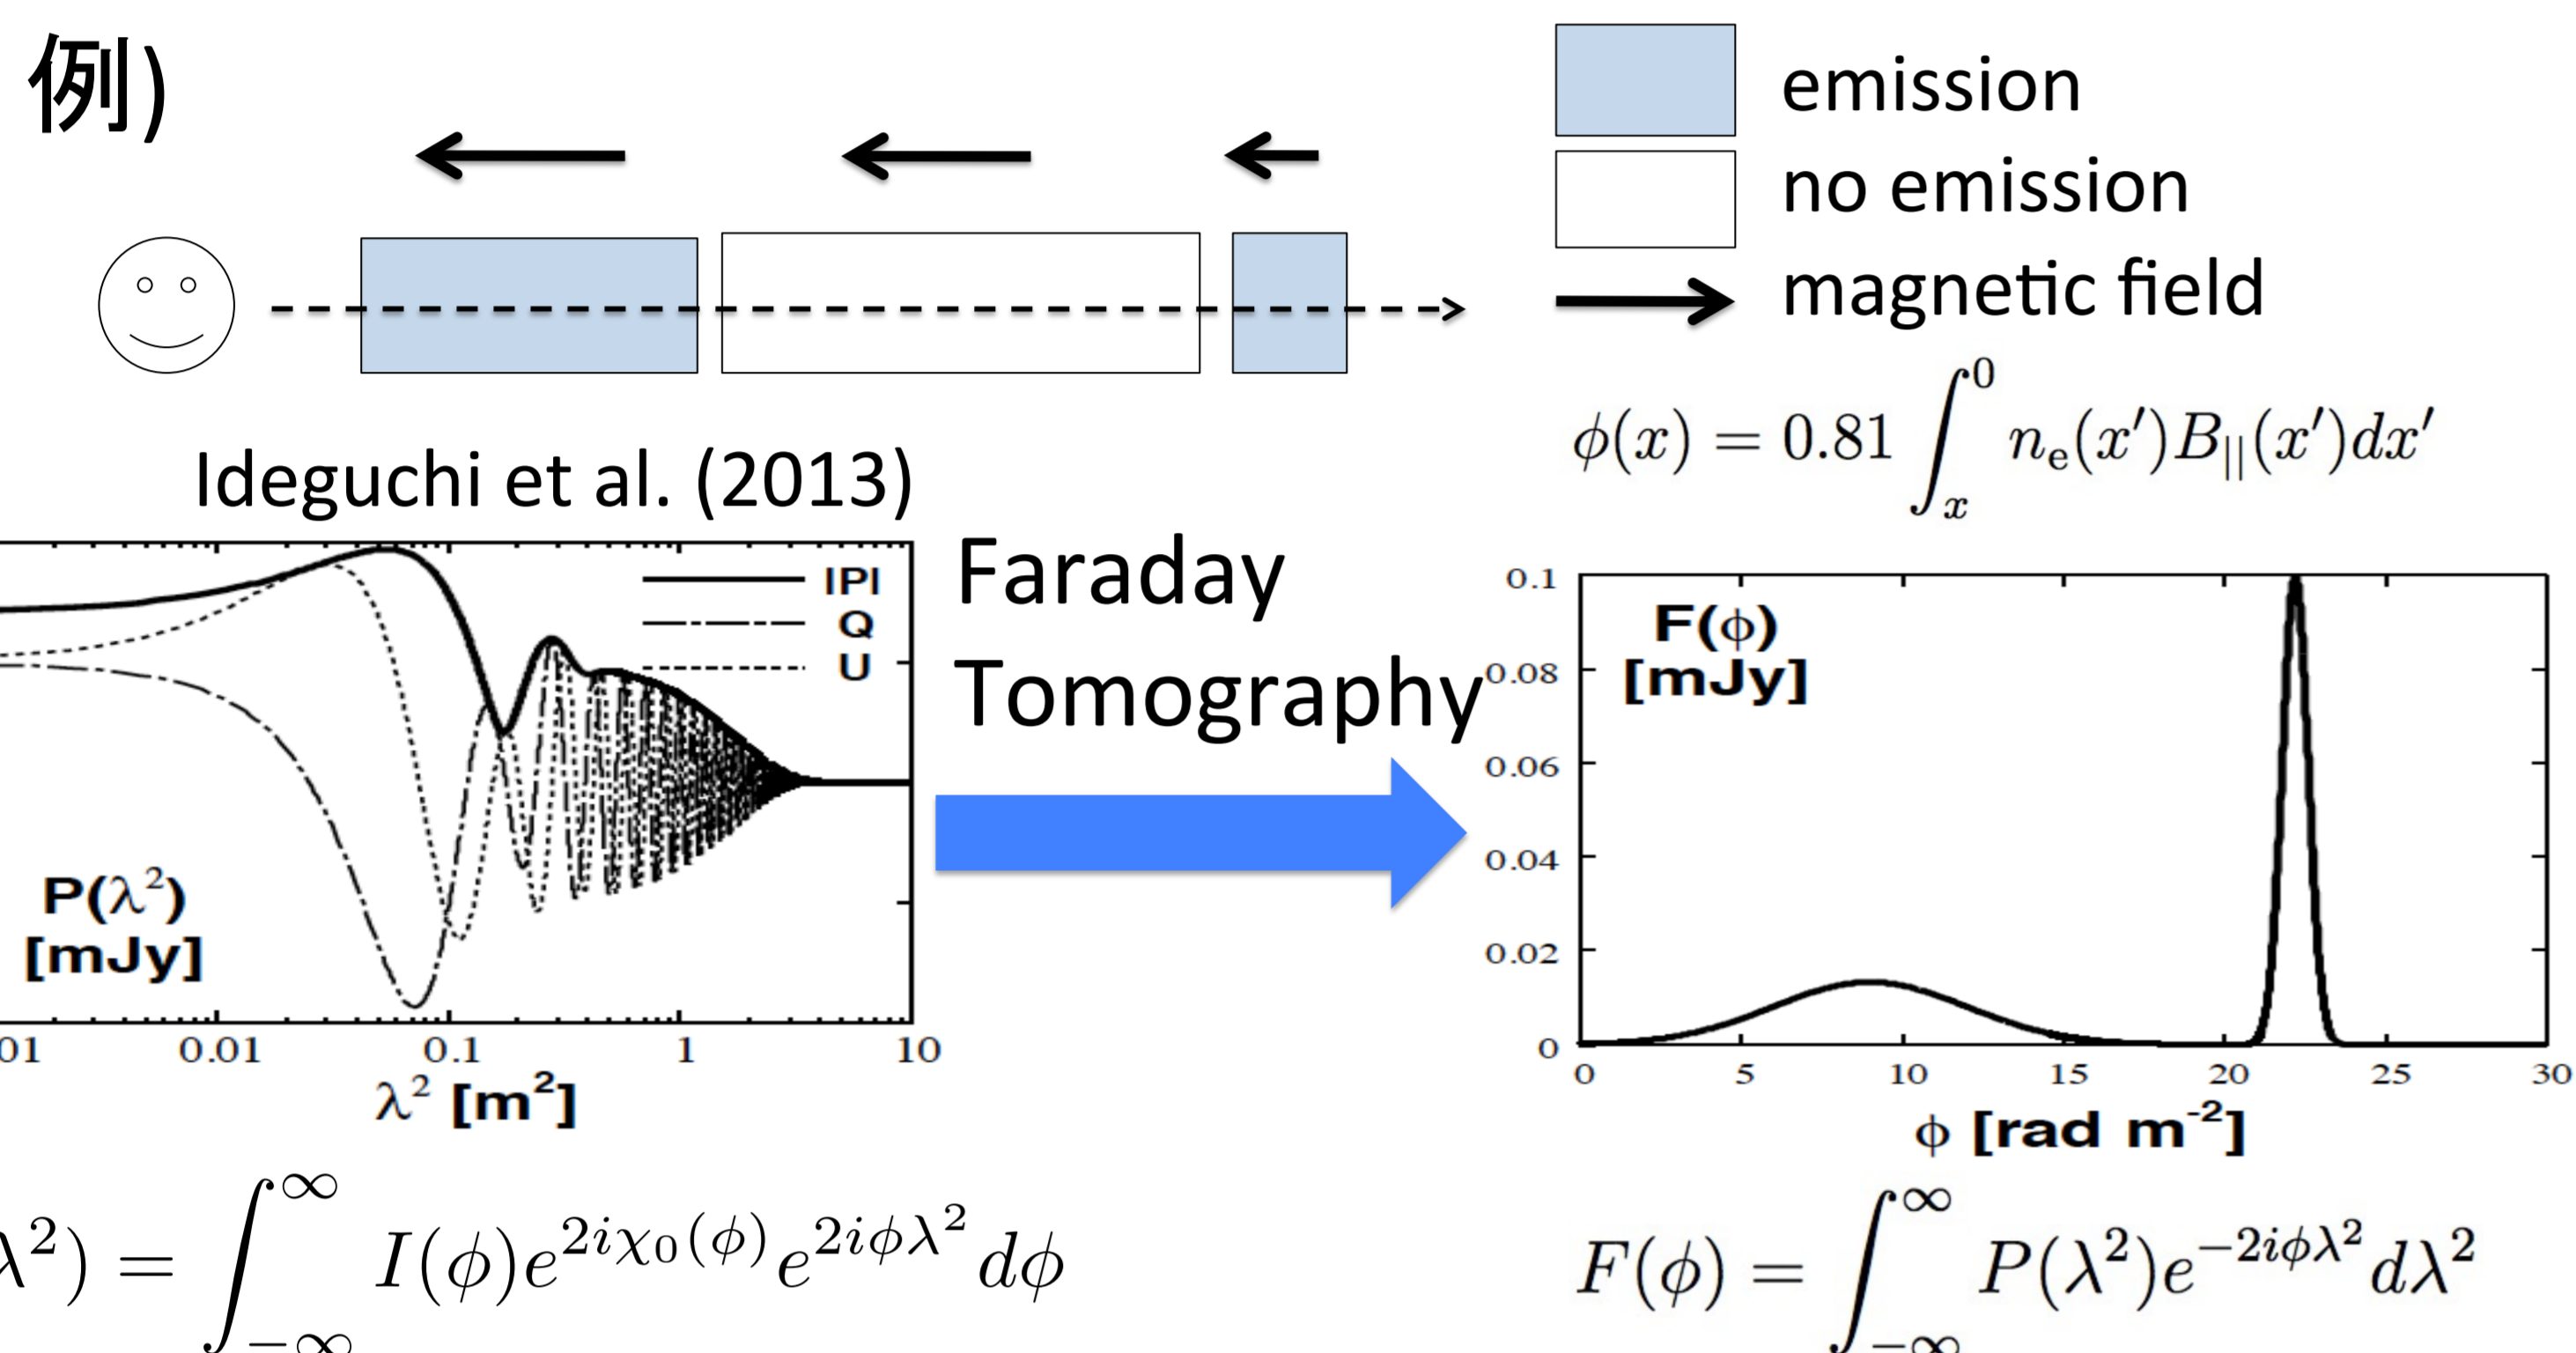 例)
emission
no emission
magnetic field
ϕ(x) = 0.81 ∫_x^0 n_e(x′)B_||(x′)dx′
Ideguchi et al. (2013)
IPI
Q
U
P(λ²)
[mJy]
01 0.01 0.1 1 10
λ² [m²]
Faraday
Tomography
F(ϕ)
[mJy]
0.1
0.08
0.06
0.04
0.02
0
0 5 10 15 20 25 30
ϕ [rad m⁻²]
λ²) = ∫_{-∞}^{∞} I(ϕ)e^{2iχ₀(ϕ)}e^{2iϕλ²}dϕ
F(ϕ) = ∫_{-∞}^{∞} P(λ²)e^{-2iϕλ²}dλ²